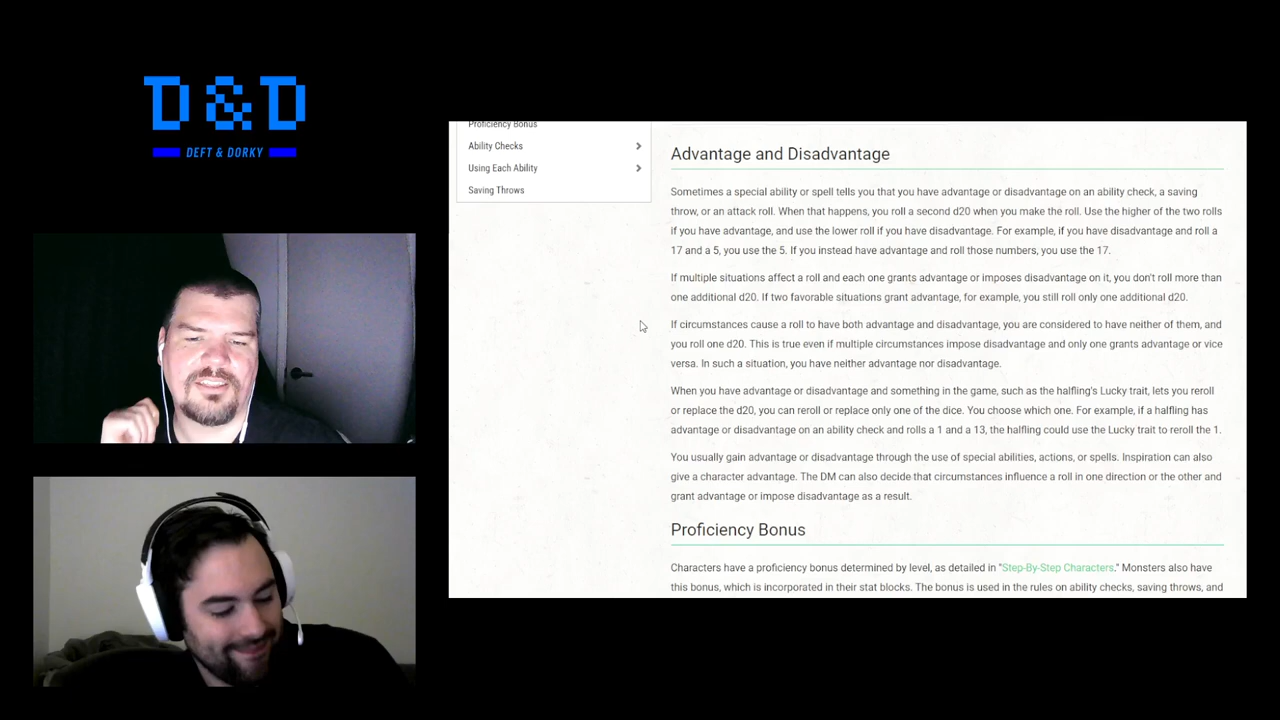 D & D
DEFT & DORKY
Proficiency Bonus
Ability Checks
Using Each Ability
Saving Throws
Advantage and Disadvantage
Sometimes a special ability or spell tells you that you have advantage or disadvantage on an ability check, a saving
throw, or an attack roll. When that happens, you roll a second d20 when you make the roll. Use the higher of the two rolls
if you have advantage, and use the lower roll if you have disadvantage. For example, if you have disadvantage and roll a
17 and a 5, you use the 5. If you instead have advantage and roll those numbers, you use the 17.
If multiple situations affect a roll and each one grants advantage or imposes disadvantage on it, you don't roll more than
one additional d20. If two favorable situations grant advantage, for example, you still roll only one additional d20.
If circumstances cause a roll to have both advantage and disadvantage, you are considered to have neither of them, and
you roll one d20. This is true even if multiple circumstances impose disadvantage and only one grants advantage or vice
versa. In such a situation, you have neither advantage nor disadvantage.
When you have advantage or disadvantage and something in the game, such as the halfling's Lucky trait, lets you reroll
or replace the d20, you can reroll or replace only one of the dice. You choose which one. For example, if a halfling has
advantage or disadvantage on an ability check and rolls a 1 and a 13, the halfling could use the Lucky trait to reroll the 1.
You usually gain advantage or disadvantage through the use of special abilities, actions, or spells. Inspiration can also
give a character advantage. The DM can also decide that circumstances influence a roll in one direction or the other and
grant advantage or impose disadvantage as a result.
Proficiency Bonus
Characters have a proficiency bonus determined by level, as detailed in "Step-By-Step Characters." Monsters also have
this bonus, which is incorporated in their stat blocks. The bonus is used in the rules on ability checks, saving throws, and